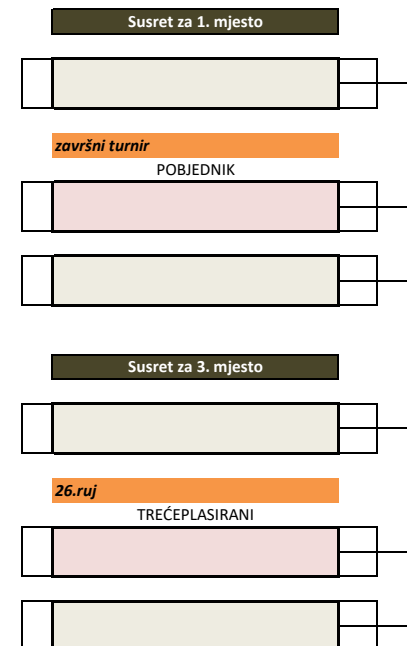 Susret za 1. mjesto
završni turnir
POBJEDNIK
Susret za 3. mjesto
26.ruj
TREĆEPLASIRANI